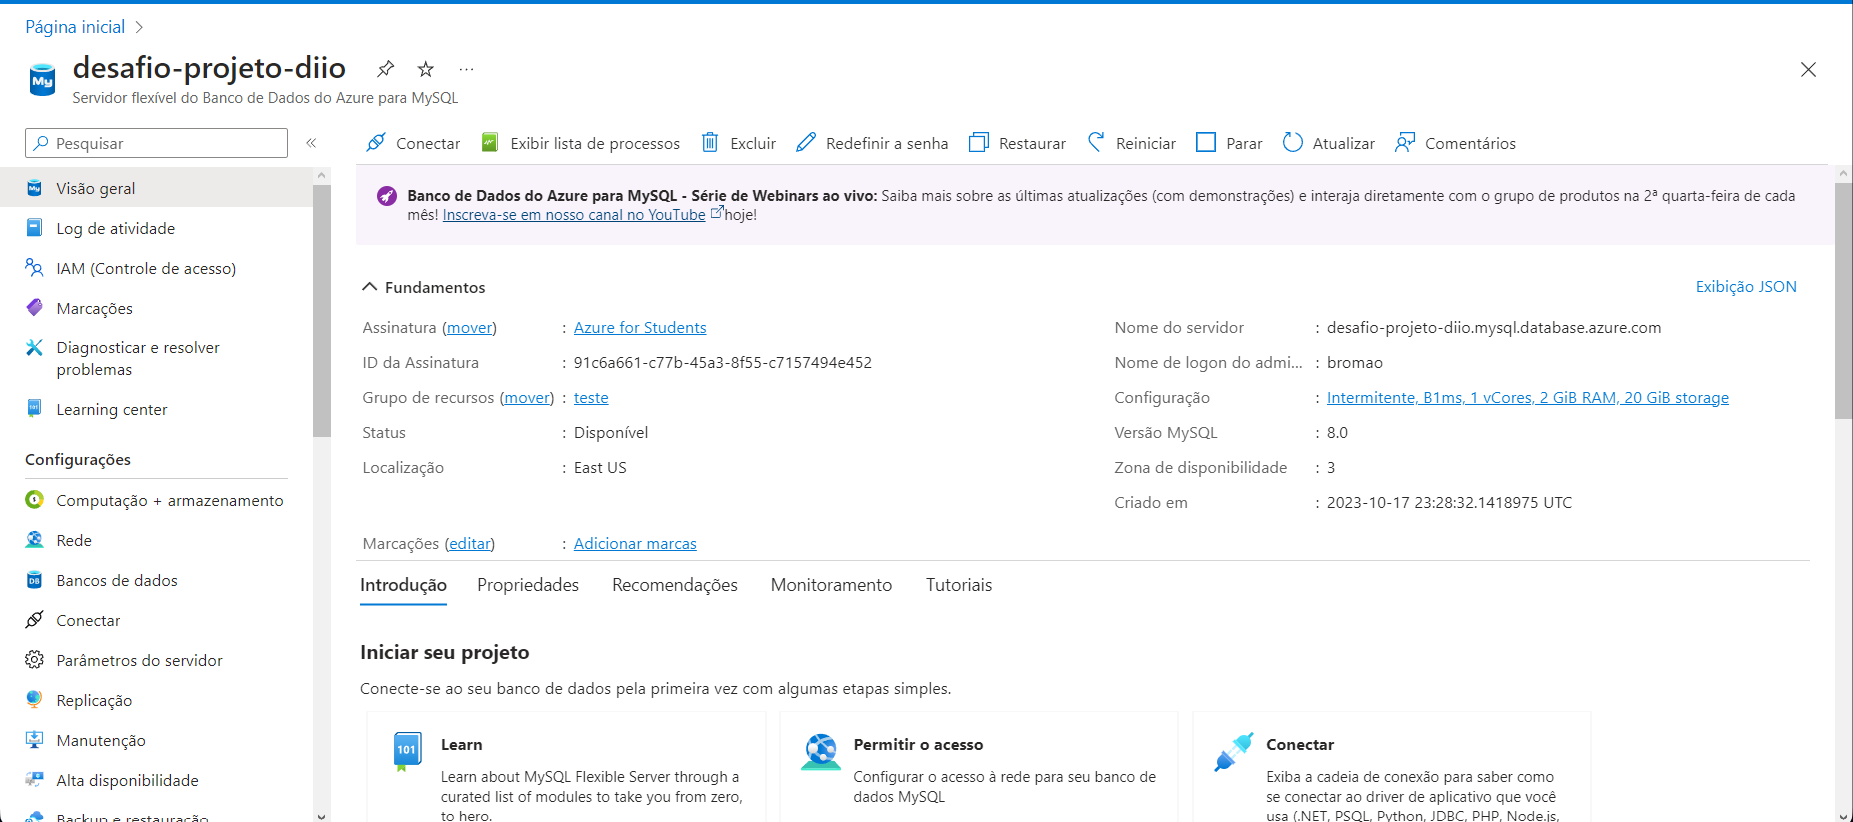 Página initial
desafio-projeto-diio
Servidor flexível do Banco de Dados do Azure para MySQL
Pesquisar
Conectar
Exibir lista de processos
Excluir
Redefinir a senha
Restaurar
Reiniciar
Parar
Atualizar
Comentários
Visão geral
Log de atividade
IAM (Controle de acesso)
Marcações
Diagnosticar e resolver
problemas
Learning center
Configurações
Computação + armazenamento
Rede
Bancos de dados
Conectar
Parâmetros do servidor
Replicação
Manutenção
Alta disponibilidade
Backup e restauração
Banco de Dados do Azure para MySQL - Série de Webinars ao vivo: Saiba mais sobre as últimas atualizações (com demonstrações) e interaja diretamente com o grupo de produtos na 2ª quarta-feira de cada
mês! Inscreva-se em nosso canal no YouTube hoje!
Fundamentos
Exibição JSON
Assinatura (mover) : Azure for Students
ID da Assinatura : 91c6a661-c77b-45a3-8f55-c7157494e452
Grupo de recursos (mover) : teste
Status : Disponível
Localização : East US
Nome do servidor : desafio-projeto-diio.mysql.database.azure.com
Nome de logon do admi... : bromao
Configuração : Intermitente, B1ms, 1 vCores, 2 GiB RAM, 20 GiB storage
Versão MySQL : 8.0
Zona de disponibilidade : 3
Criado em : 2023-10-17 23:28:32.1418975 UTC
Marcações (editar) : Adicionar marcas
Introdução
Propriedades
Recomendações
Monitoramento
Tutoriais
Iniciar seu projeto
Conecte-se ao seu banco de dados pela primeira vez com algumas etapas simples.
Learn
Learn about MySQL Flexible Server through a
curated list of modules to take you from zero,
to hero.
Permitir o acesso
Configurar o acesso à rede para seu banco de
dados MySQL
Conectar
Exiba a cadeia de conexão para saber como
se conectar ao driver de aplicativo que você
usa (.NET, PSQL, Python, JDBC, PHP, Node.js,